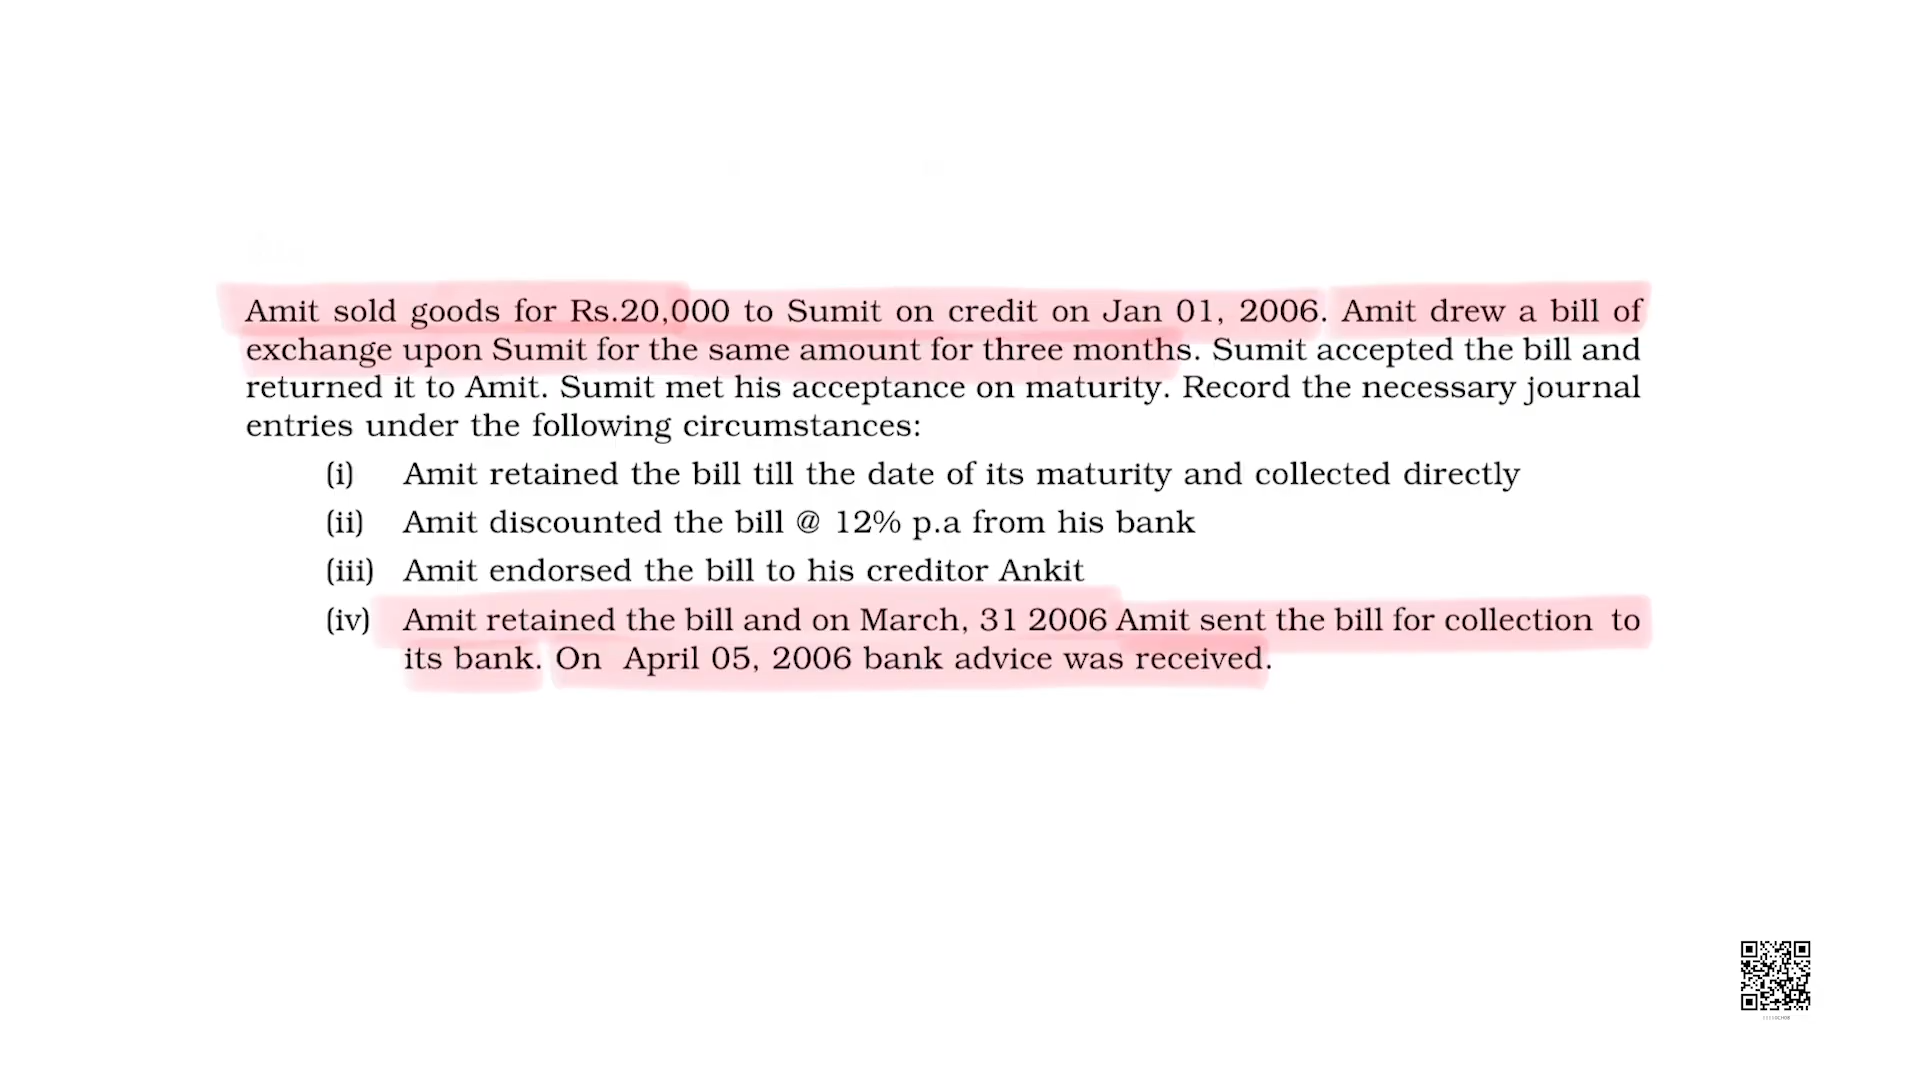 Amit sold goods for Rs.20,000 to Sumit on credit on Jan 01, 2006. Amit drew a bill of
exchange upon Sumit for the same amount for three months. Sumit accepted the bill and
returned it to Amit. Sumit met his acceptance on maturity. Record the necessary journal
entries under the following circumstances:
(i) Amit retained the bill till the date of its maturity and collected directly
(ii) Amit discounted the bill @ 12% p.a from his bank
(iii) Amit endorsed the bill to his creditor Ankit
(iv) Amit retained the bill and on March, 31 2006 Amit sent the bill for collection to
its bank. On April 05, 2006 bank advice was received.